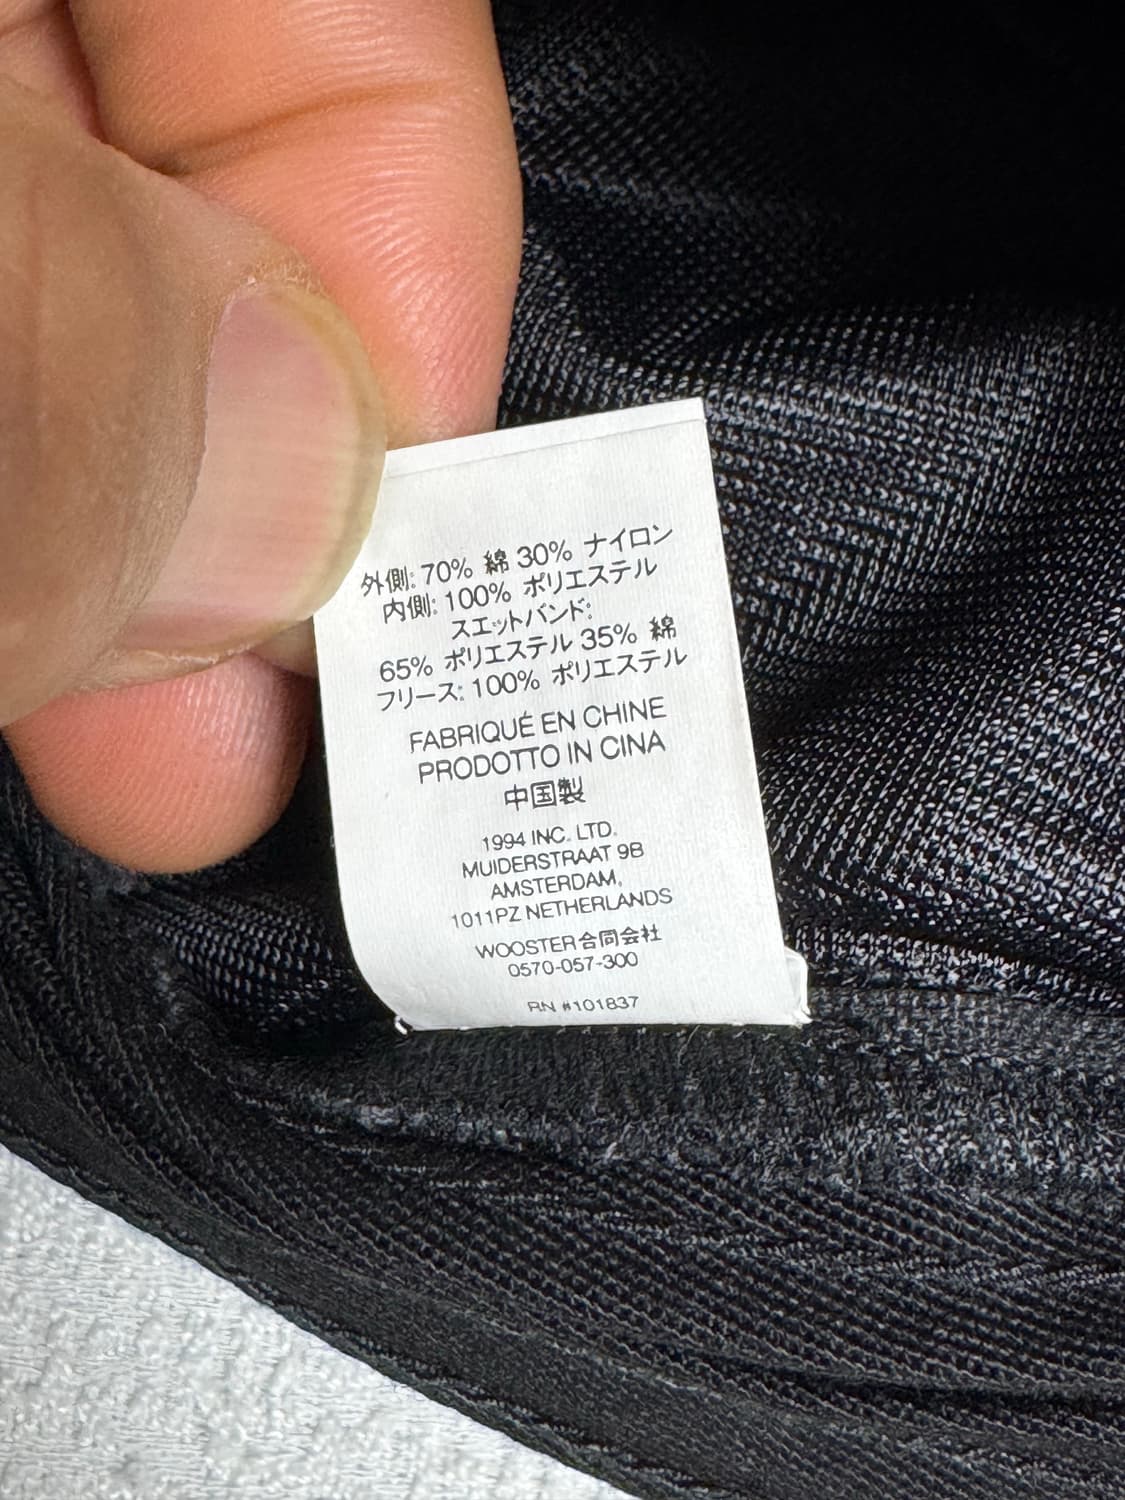 外側: 70% 綿 30% ナイロン
内側: 100% ポリエステル
スエットバンド:
65% ポリエステル 35% 綿
フリース: 100% ポリエステル
FABRIQUÉ EN CHINE
PRODOTTO IN CINA
中国製
1994 INC. LTD.
MUIDERSTRAAT 9B
AMSTERDAM,
1011PZ NETHERLANDS
WOOSTER合同会社
0570-057-300
RN #101837